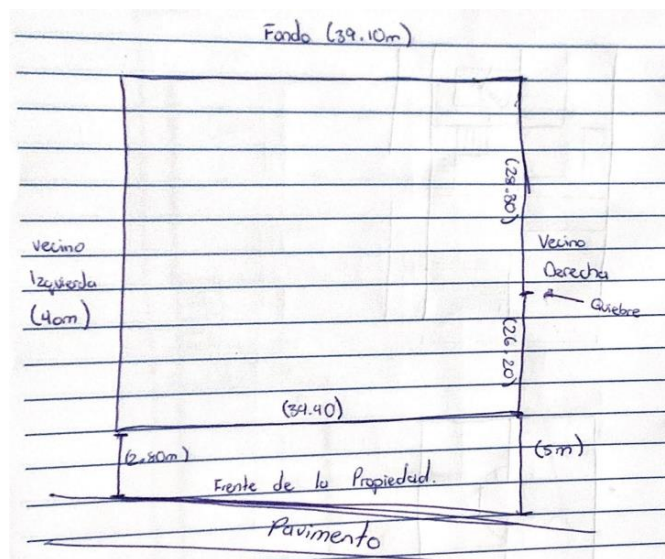 Fondo (39.10m)
(28.80)
vecino
Izquierda
(40m)
Vecino
Derecha
Quiebre
(26.20)
(39.40)
(2.80m)
(5m)
Frente de la Propiedad.
Pavimento